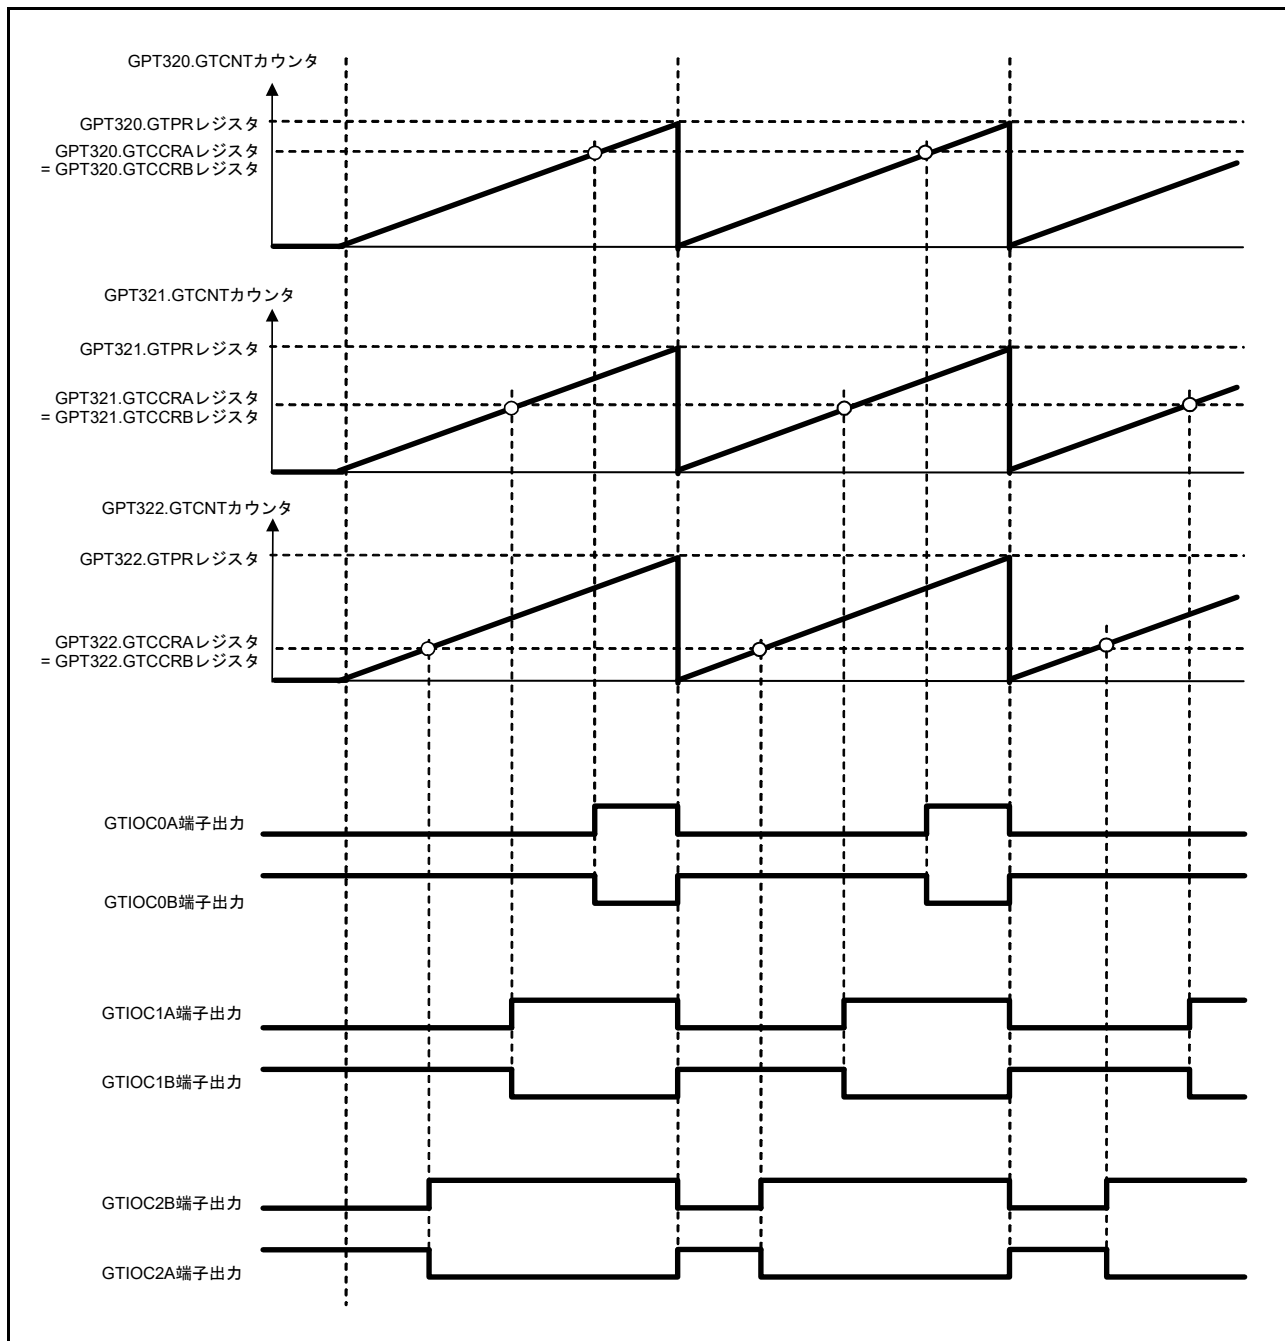 GPT320.GTCNTカウンタ
GPT320.GTPRレジスタ
GPT320.GTCCRAレジスタ
= GPT320.GTCCRBレジスタ
GPT321.GTCNTカウンタ
GPT321.GTPRレジスタ
GPT321.GTCCRAレジスタ
= GPT321.GTCCRBレジスタ
GPT322.GTCNTカウンタ
GPT322.GTPRレジスタ
GPT322.GTCCRAレジスタ
= GPT322.GTCCRBレジスタ
GTIOC0A端子出力
GTIOC0B端子出力
GTIOC1A端子出力
GTIOC1B端子出力
GTIOC2B端子出力
GTIOC2A端子出力